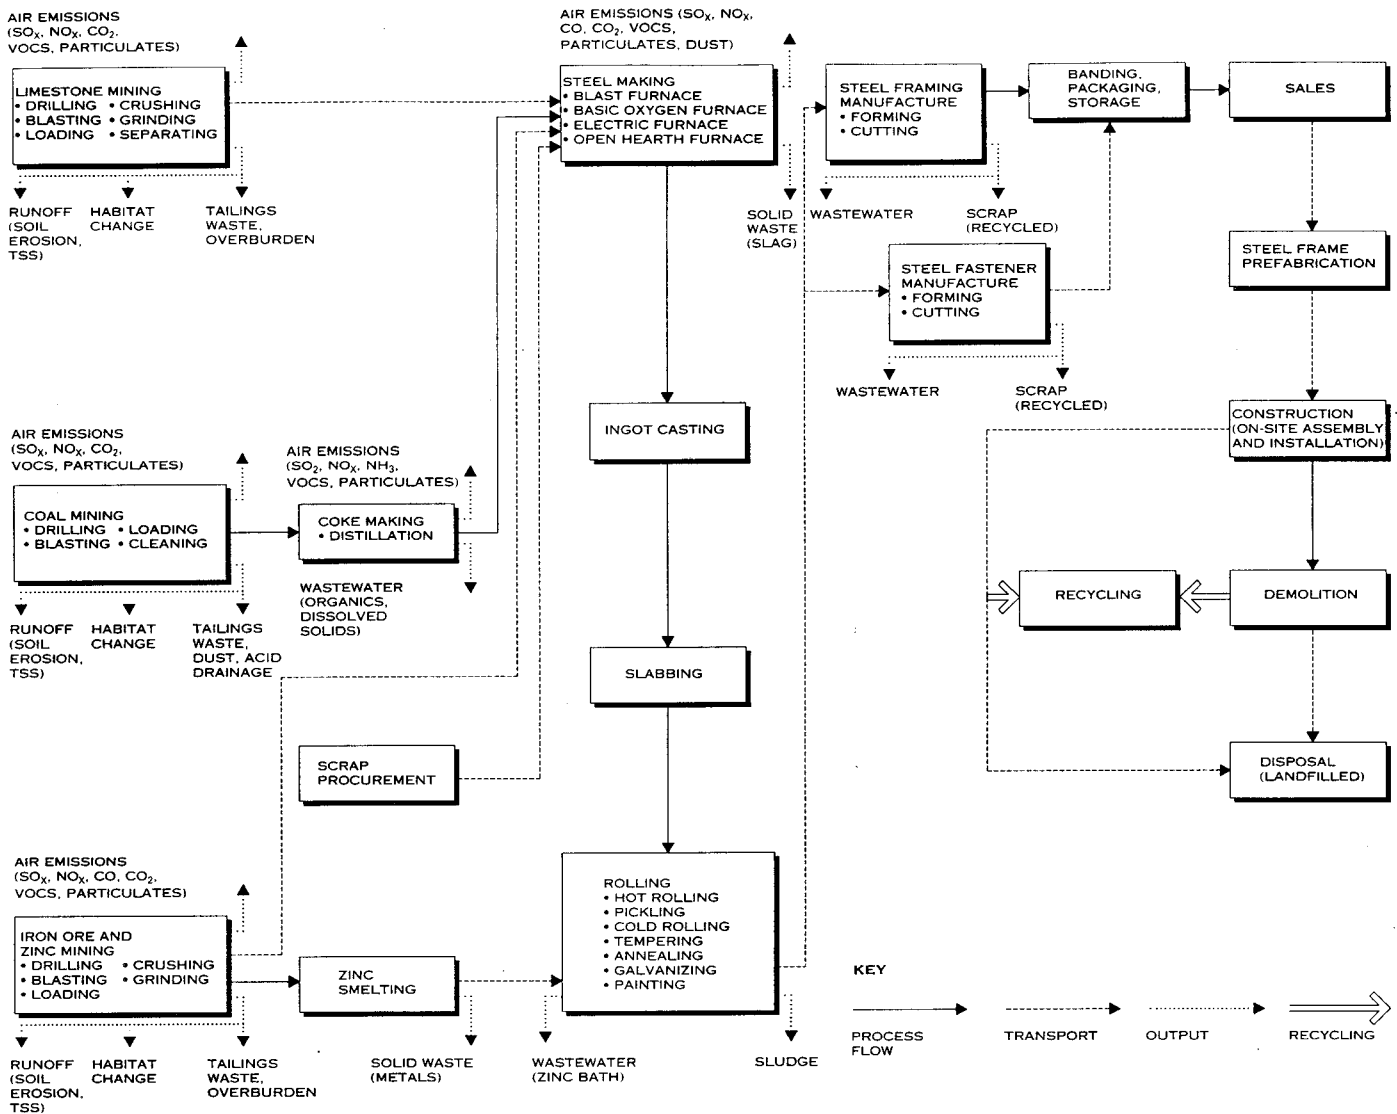 AIR EMISSIONS
(SOX, NOX, CO2,
VOCS, PARTICULATES)
LIMESTONE MINING
• DRILLING • CRUSHING
• BLASTING • GRINDING
• LOADING • SEPARATING
RUNOFF
(SOIL
EROSION,
TSS)
HABITAT
CHANGE
TAILINGS
WASTE,
OVERBURDEN
AIR EMISSIONS (SOX, NOX,
CO, CO2, VOCS,
PARTICULATES, DUST)
STEEL MAKING
• BLAST FURNACE
• BASIC OXYGEN FURNACE
• ELECTRIC FURNACE
• OPEN HEARTH FURNACE
SOLID
WASTE
(SLAG)
STEEL FRAMING
MANUFACTURE
• FORMING
• CUTTING
WASTEWATER
SCRAP
(RECYCLED)
BANDING,
PACKAGING,
STORAGE
SALES
STEEL FASTENER
MANUFACTURE
• FORMING
• CUTTING
WASTEWATER
SCRAP
(RECYCLED)
STEEL FRAME
PREFABRICATION
CONSTRUCTION
(ON-SITE ASSEMBLY
AND INSTALLATION)
INGOT CASTING
AIR EMISSIONS
(SOX, NOX, CO2,
VOCS, PARTICULATES)
COAL MINING
• DRILLING • LOADING
• BLASTING • CLEANING
RUNOFF
(SOIL
EROSION,
TSS)
HABITAT
CHANGE
TAILINGS
WASTE,
DUST, ACID
DRAINAGE
AIR EMISSIONS
(SO2, NOX, NH3,
VOCS, PARTICULATES)
COKE MAKING
• DISTILLATION
WASTEWATER
(ORGANICS,
DISSOLVED
SOLIDS)
RECYCLING
DEMOLITION
SLABBING
SCRAP
PROCUREMENT
DISPOSAL
(LANDFILLED)
AIR EMISSIONS
(SOX, NOX, CO, CO2,
VOCS, PARTICULATES)
IRON ORE AND
ZINC MINING
• DRILLING • CRUSHING
• BLASTING • GRINDING
• LOADING
RUNOFF
(SOIL
EROSION,
TSS)
HABITAT
CHANGE
TAILINGS
WASTE,
OVERBURDEN
ZINC
SMELTING
SOLID WASTE
(METALS)
ROLLING
• HOT ROLLING
• PICKLING
• COLD ROLLING
• TEMPERING
• ANNEALING
• GALVANIZING
• PAINTING
WASTEWATER
(ZINC BATH)
SLUDGE
KEY
PROCESS
FLOW
TRANSPORT
OUTPUT
RECYCLING